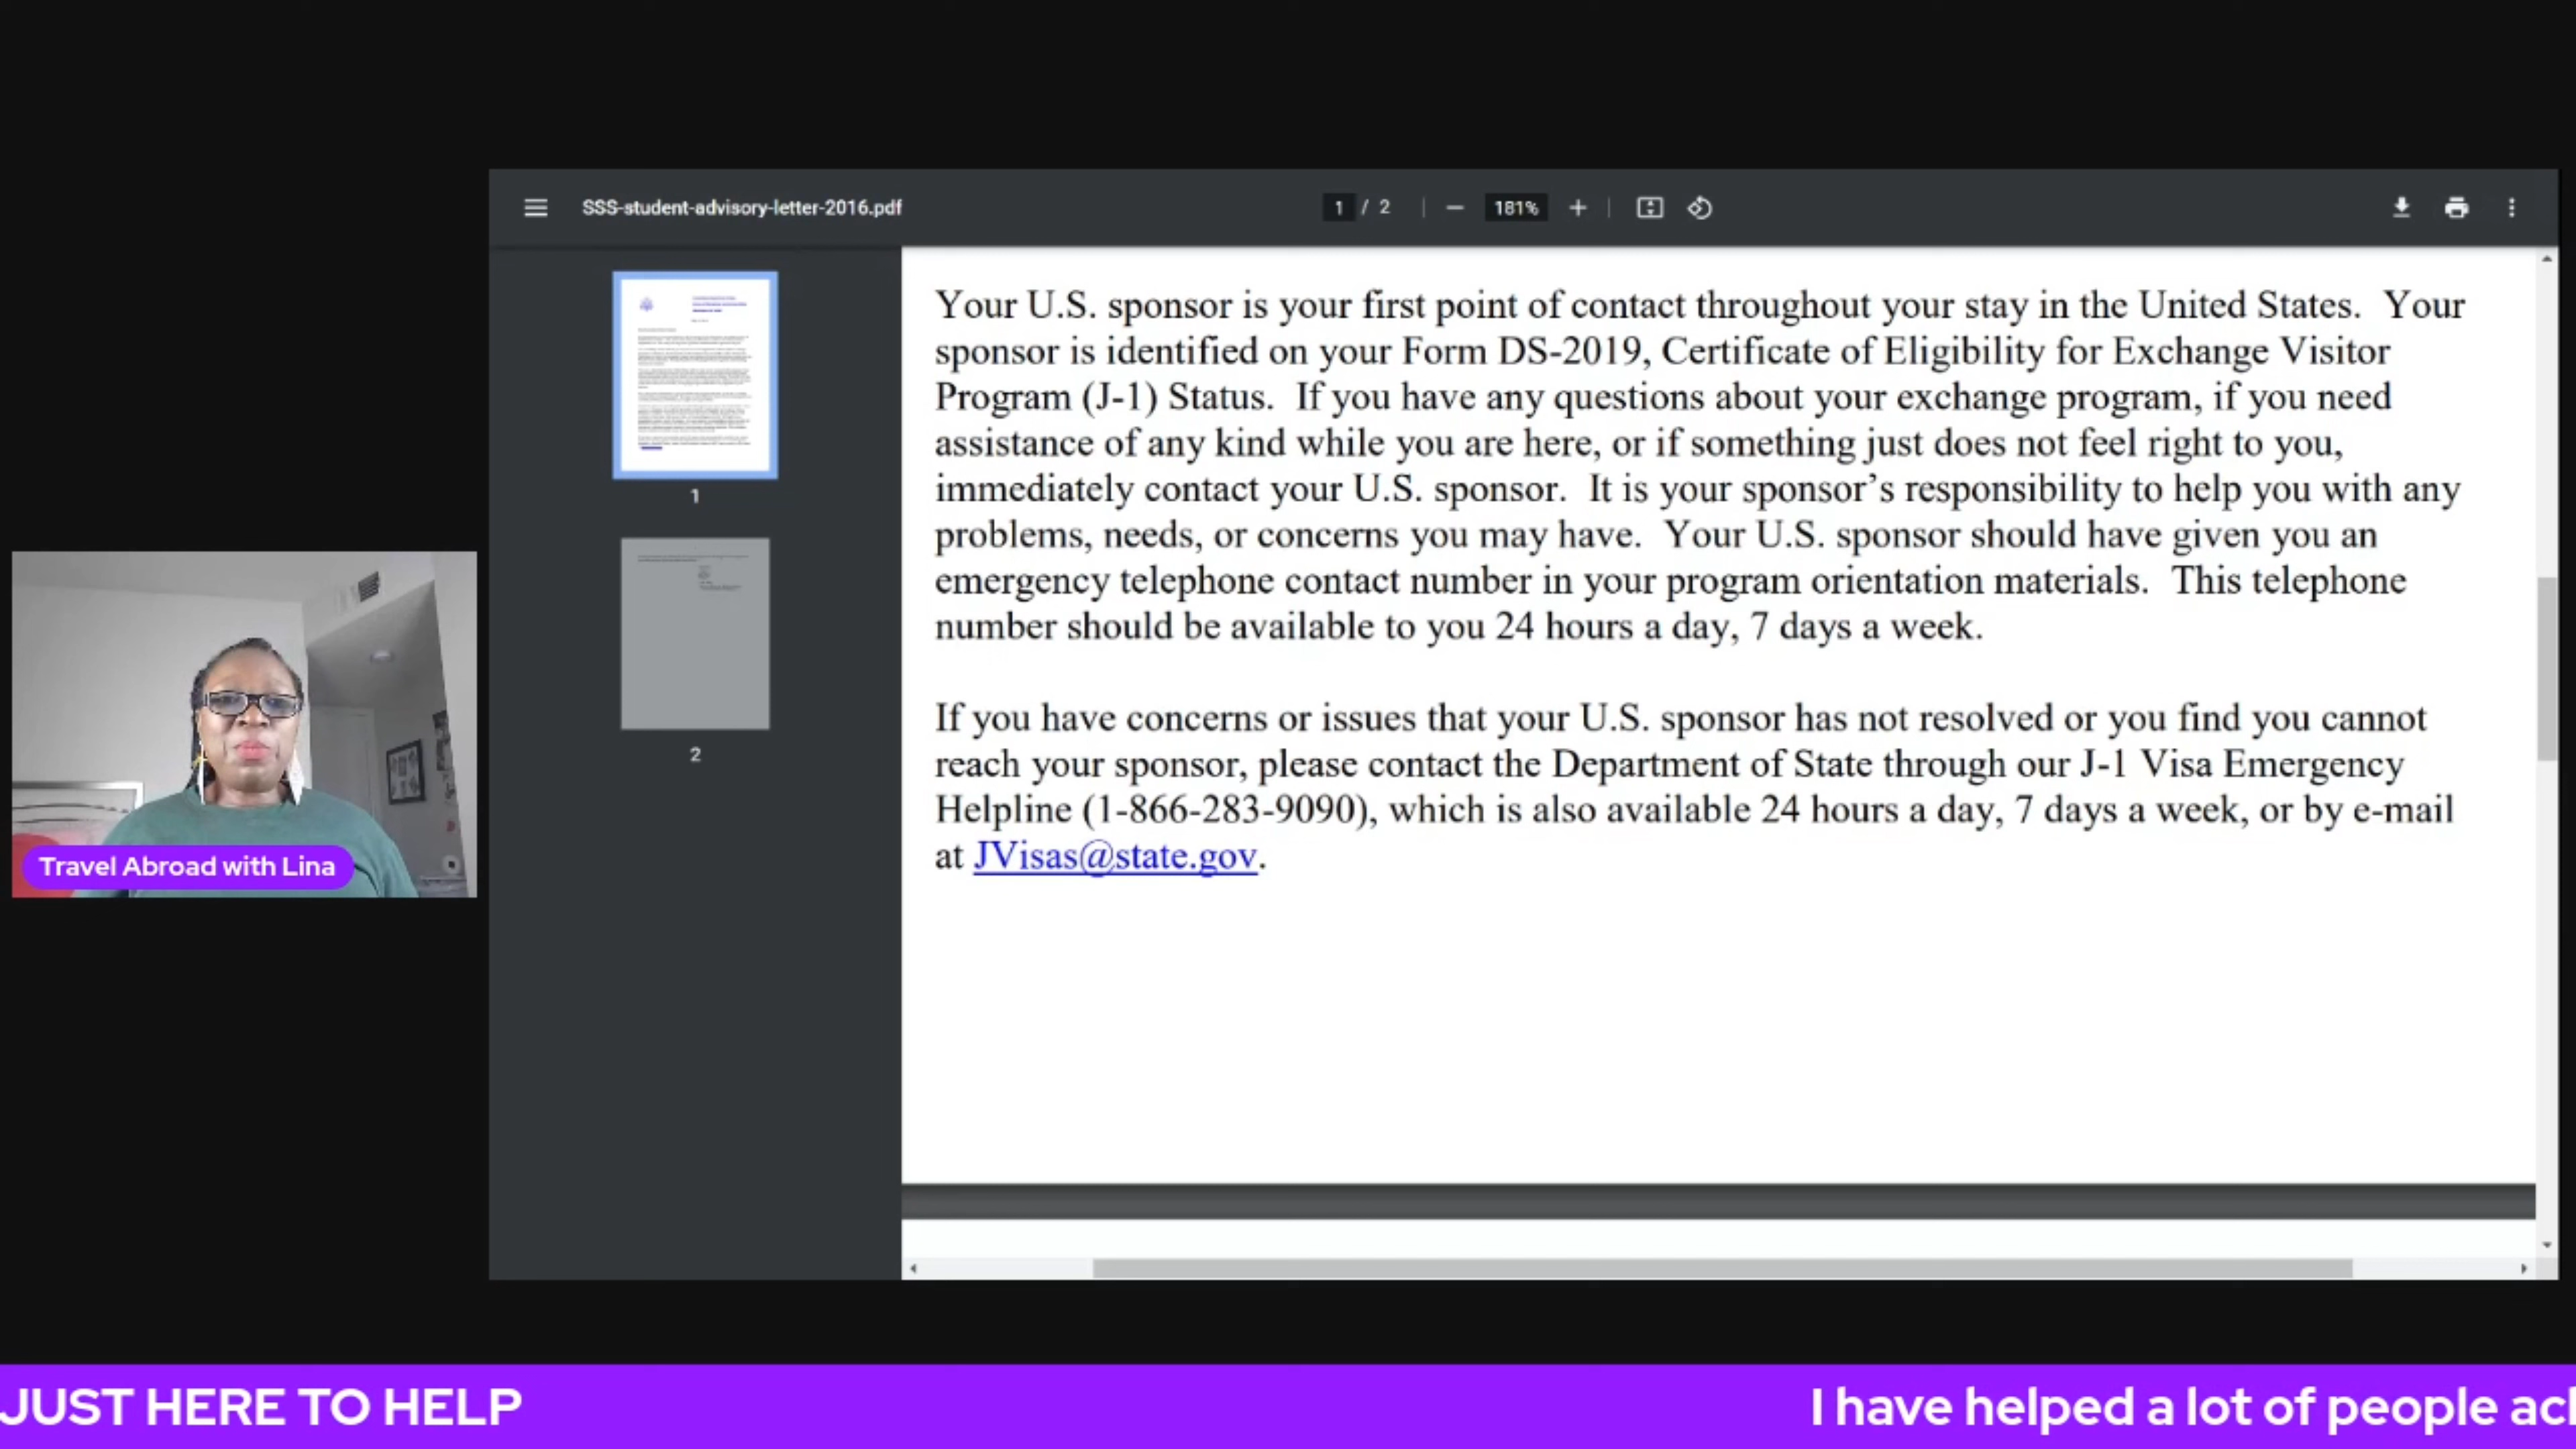 SSS-student-advisory-letter-2016.pdf
1 / 2
181%
1
2
Your U.S. sponsor is your first point of contact throughout your stay in the United States. Your
sponsor is identified on your Form DS-2019, Certificate of Eligibility for Exchange Visitor
Program (J-1) Status. If you have any questions about your exchange program, if you need
assistance of any kind while you are here, or if something just does not feel right to you,
immediately contact your U.S. sponsor. It is your sponsor’s responsibility to help you with any
problems, needs, or concerns you may have. Your U.S. sponsor should have given you an
emergency telephone contact number in your program orientation materials. This telephone
number should be available to you 24 hours a day, 7 days a week.
If you have concerns or issues that your U.S. sponsor has not resolved or you find you cannot
reach your sponsor, please contact the Department of State through our J-1 Visa Emergency
Helpline (1-866-283-9090), which is also available 24 hours a day, 7 days a week, or by e-mail
at JVisas@state.gov.
Travel Abroad with Lina
JUST HERE TO HELP
I have helped a lot of people